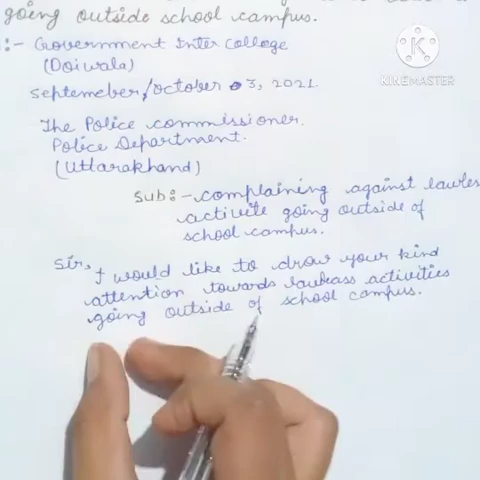 going outside school campus.
:- Government Inter College
(Doiwala)
KINEMASTER
septemeber/october 3, 2021.
The Police commissioner.
Police Department.
(Uttarakhand)
Sub:- complaining against lawles
activite going outside of
school campus.
Sir, I would like to draw your kind
attention towards activities
going outside of school campus.